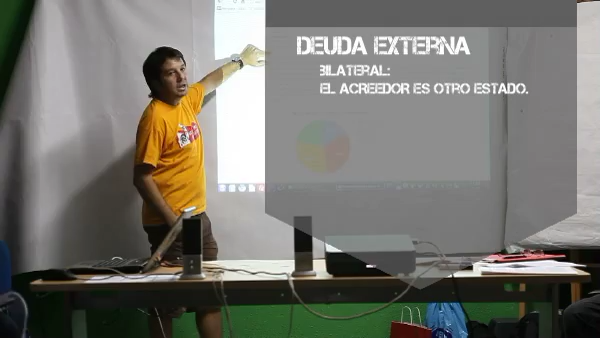 DEUDA EXTERNA
BILATERAL:
EL ACREEDOR ES OTRO ESTADO.